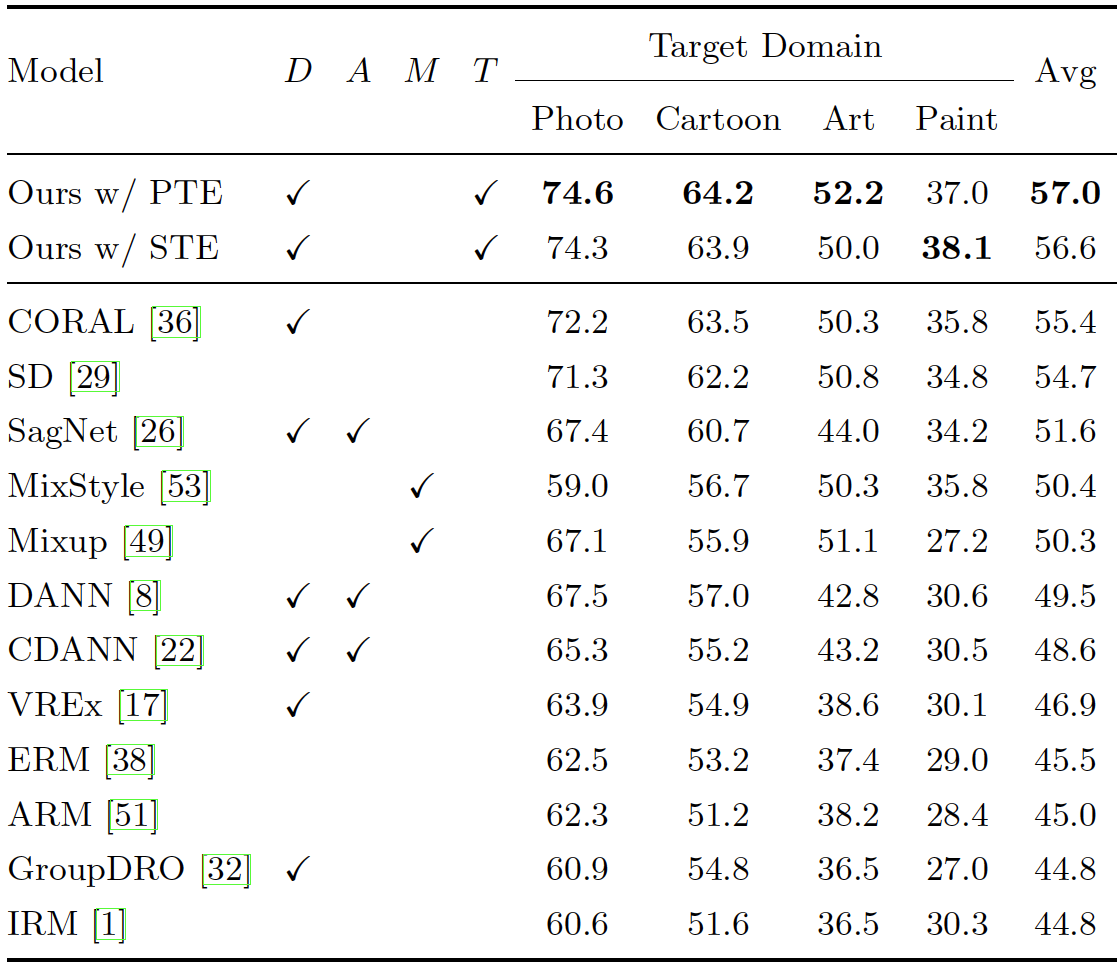 Model D A M T Target Domain Avg
Photo Cartoon Art Paint
Ours w/ PTE ✓ ✓ 74.6 64.2 52.2 37.0 57.0
Ours w/ STE ✓ ✓ 74.3 63.9 50.0 38.1 56.6
CORAL [36] ✓ 72.2 63.5 50.3 35.8 55.4
SD [29] 71.3 62.2 50.8 34.8 54.7
SagNet [26] ✓ ✓ 67.4 60.7 44.0 34.2 51.6
MixStyle [53] ✓ 59.0 56.7 50.3 35.8 50.4
Mixup [49] ✓ 67.1 55.9 51.1 27.2 50.3
DANN [8] ✓ ✓ 67.5 57.0 42.8 30.6 49.5
CDANN [22] ✓ ✓ 65.3 55.2 43.2 30.5 48.6
VREx [17] ✓ 63.9 54.9 38.6 30.1 46.9
ERM [38] 62.5 53.2 37.4 29.0 45.5
ARM [51] 62.3 51.2 38.2 28.4 45.0
GroupDRO [32] ✓ 60.9 54.8 36.5 27.0 44.8
IRM [1] 60.6 51.6 36.5 30.3 44.8